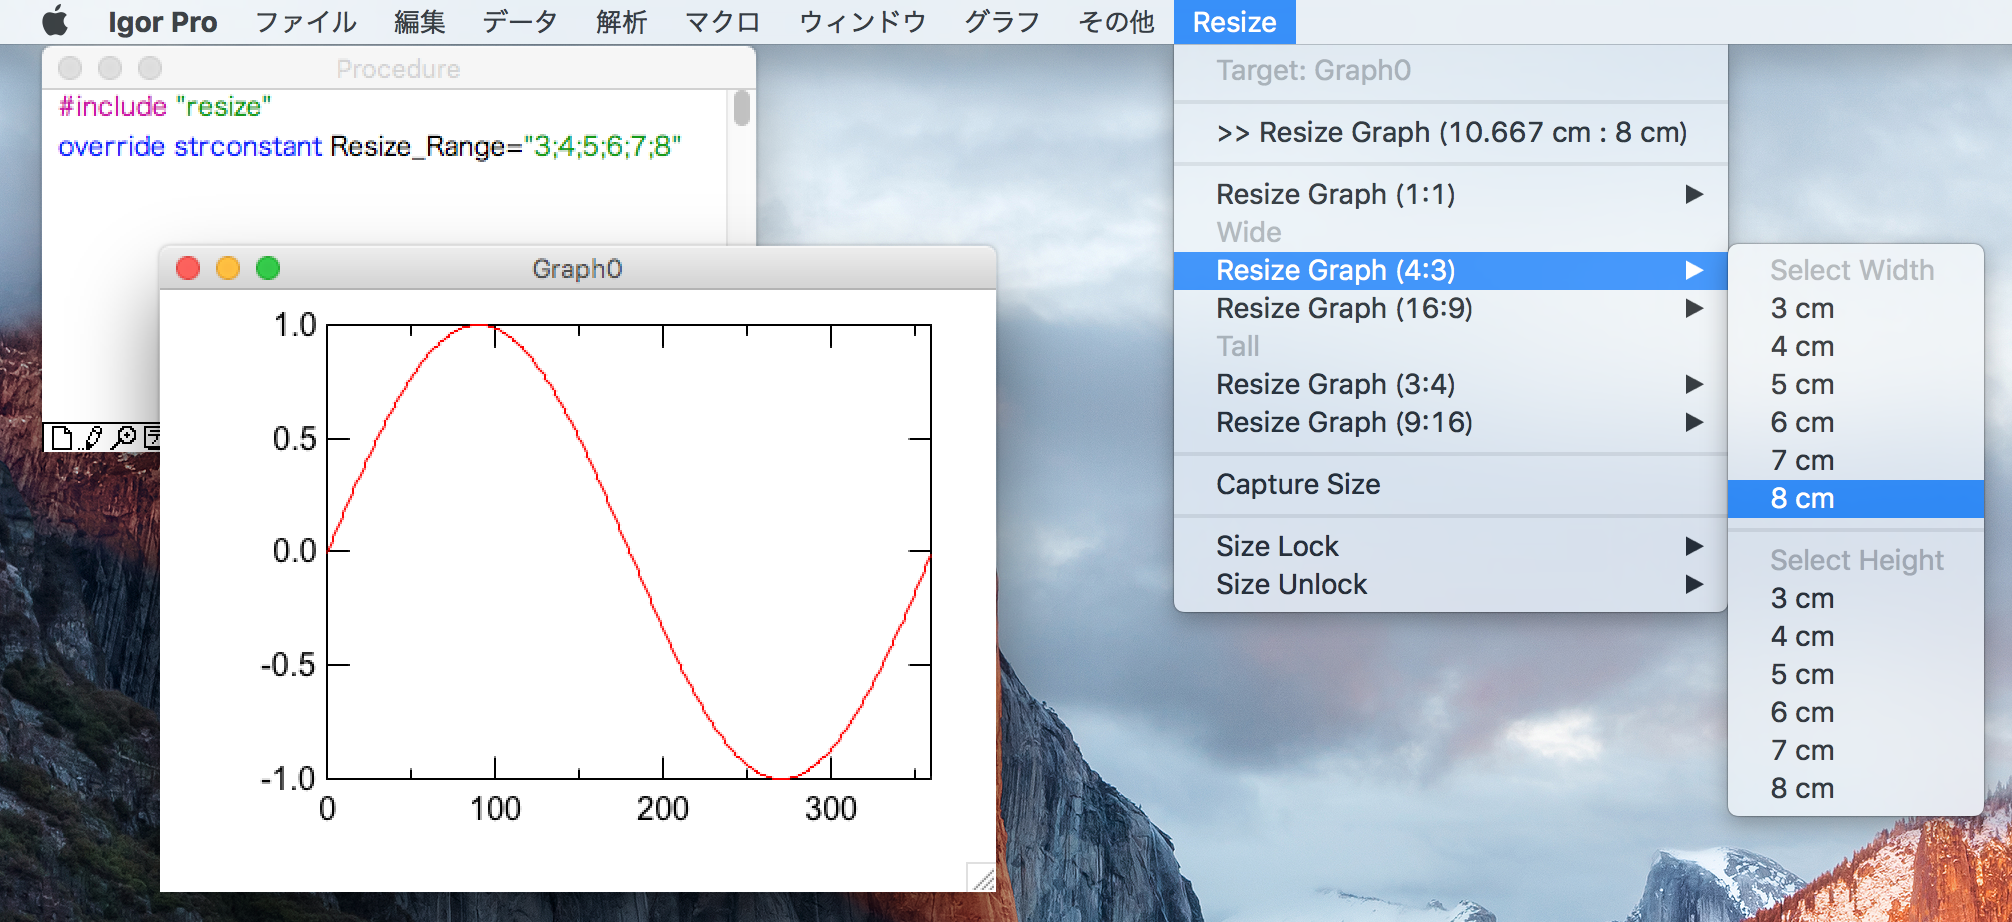 Igor Pro ファイル 編集 データ 解析 マクロ ウィンドウ グラフ その他 Resize
Procedure
#include "resize"
override strconstant Resize_Range="3;4;5;6;7;8"
Graph0
1.0
0.5
0.0
-0.5
-1.0
0 100 200 300
Target: Graph0
>> Resize Graph (10.667 cm : 8 cm)
Resize Graph (1:1)
Wide
Resize Graph (4:3)
Resize Graph (16:9)
Tall
Resize Graph (3:4)
Resize Graph (9:16)
Capture Size
Size Lock
Size Unlock
Select Width
3 cm
4 cm
5 cm
6 cm
7 cm
8 cm
Select Height
3 cm
4 cm
5 cm
6 cm
7 cm
8 cm